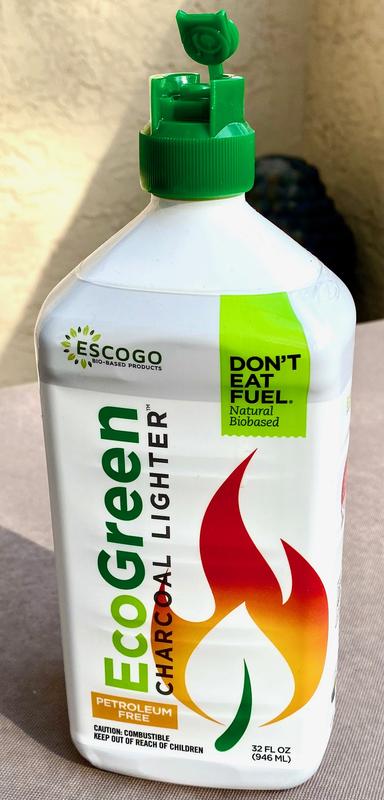 ESCOGO
BIO-BASED PRODUCTS
DON'T
EAT
FUEL®
Natural
Biobased
EcoGreen
CHARCOAL LIGHTER™
PETROLEUM
FREE
CAUTION: COMBUSTIBLE
KEEP OUT OF REACH OF CHILDREN
32 FL OZ
(946 ML)